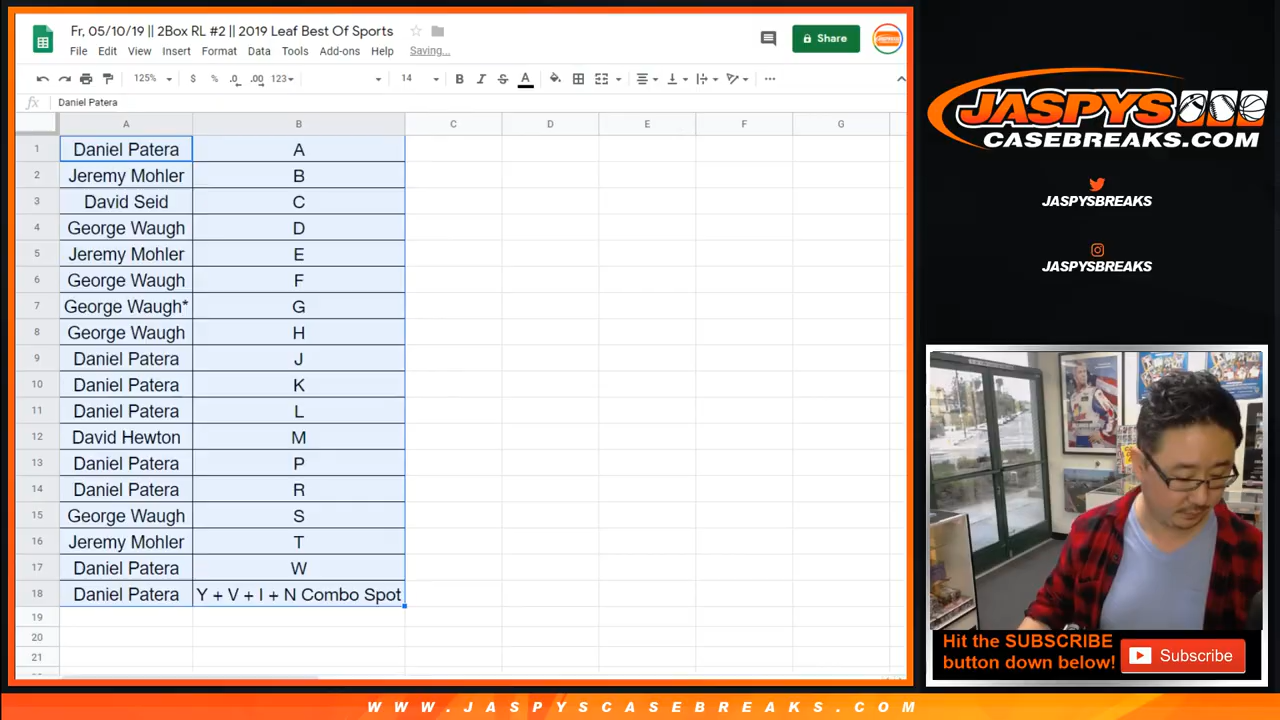 Fr, 05/10/19 || 2Box RL #2 || 2019 Leaf Best Of Sports
File Edit View Insert Format Data Tools Add-ons Help Saving...
Share
125% $ % .0 .00 123 14 B I S A
fx Daniel Patera
A B C D E F G
1 Daniel Patera A
2 Jeremy Mohler B
3 David Seid C
4 George Waugh D
5 Jeremy Mohler E
6 George Waugh F
7 George Waugh* G
8 George Waugh H
9 Daniel Patera J
10 Daniel Patera K
11 Daniel Patera L
12 David Hewton M
13 Daniel Patera P
14 Daniel Patera R
15 George Waugh S
16 Jeremy Mohler T
17 Daniel Patera W
18 Daniel Patera Y + V + I + N Combo Spot
19
20
21
JASPYS
CASEBREAKS.COM
JASPYSBREAKS
JASPYSBREAKS
Hit the SUBSCRIBE
button down below!
Subscribe
WWW.JASPYSCASEBREAKS.COM